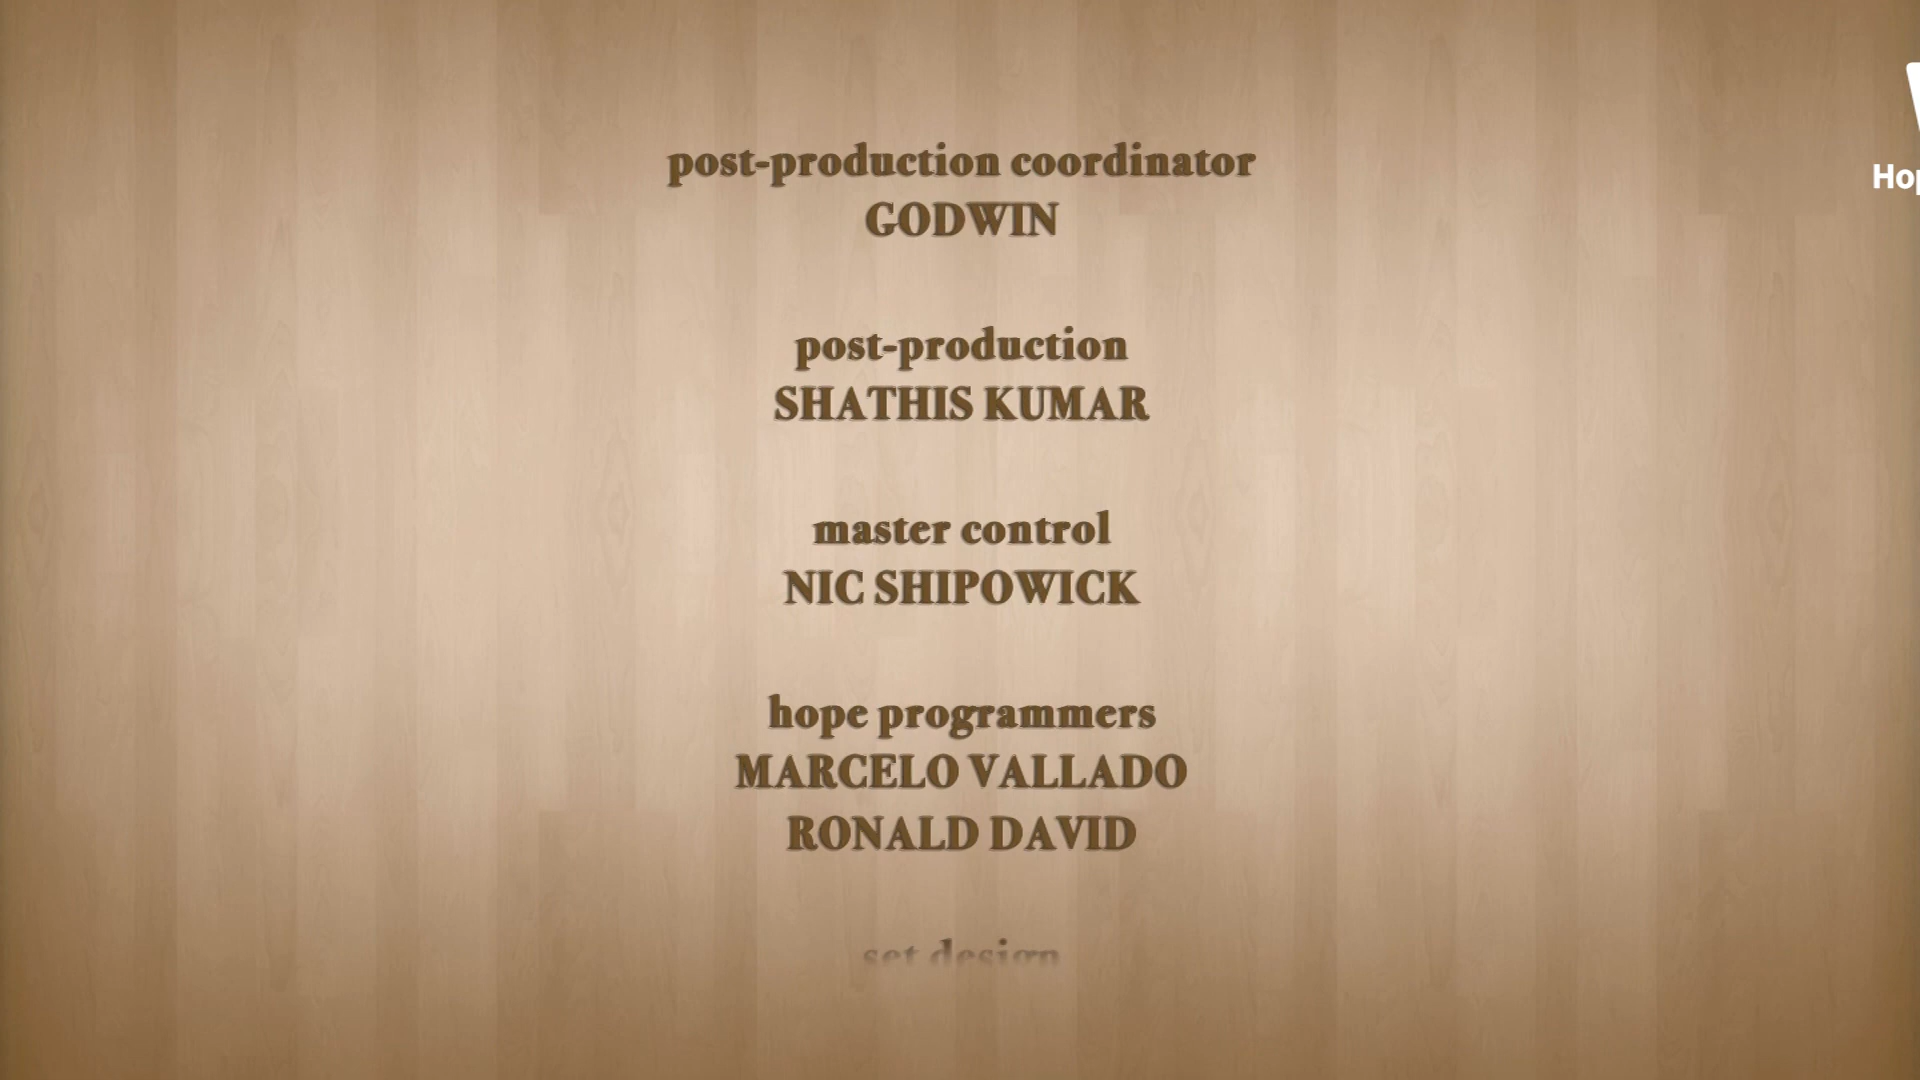 post-production coordinator
GODWIN
post-production
SHATHIS KUMAR
master control
NIC SHIPOWICK
hope programmers
MARCELO VALLADO
RONALD DAVID
set design